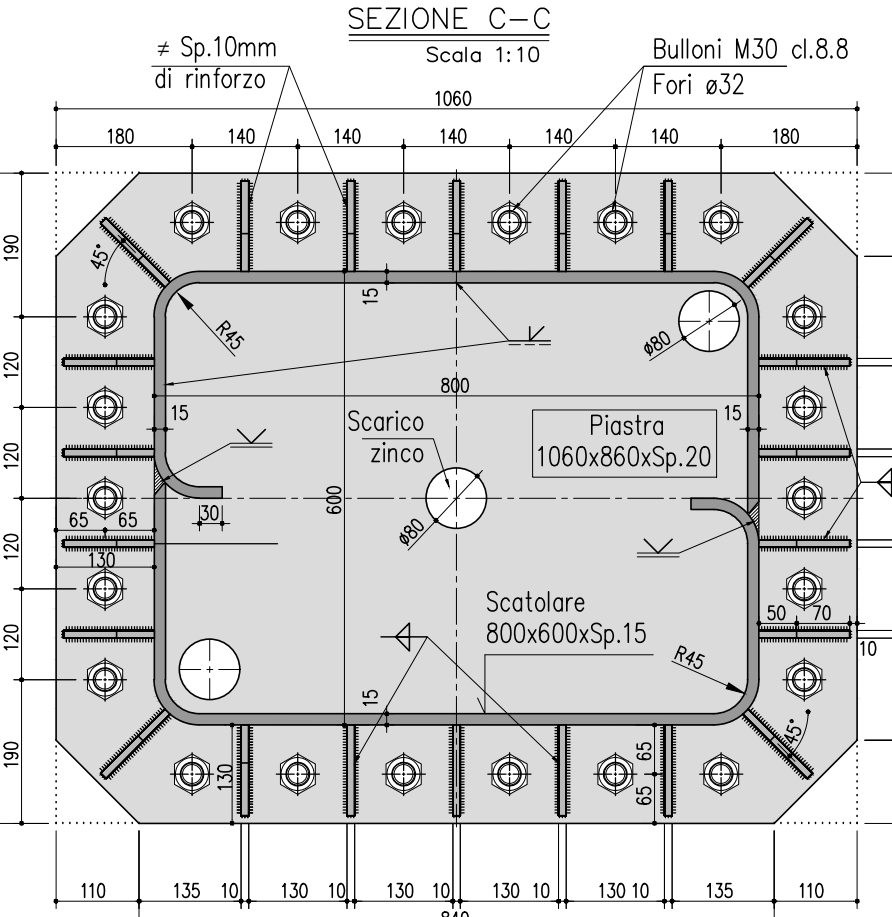 SEZIONE C-C
Scala 1:10
≠ Sp.10mm
di rinforzo
Bulloni M30 cl.8.8
Fori ø32
1060
180 140 140 140 140 140 180
190
45°
15
R45
ø80
120
800
15
15
Scarico
zinco
Piastra
1060x860xSp.20
120
30
600
ø80
65 65
120
130
Scatolare
800x600xSp.15
50 70
10
120
R45
15
45°
190
130
65
65
110 135 10 130 10 130 10 130 10 130 10 135 110
840